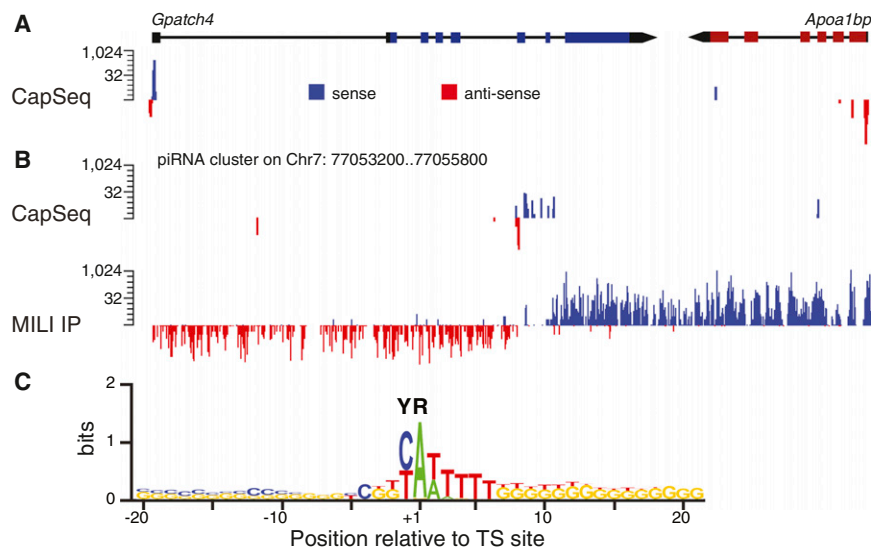 A Gpatch4 Apoa1bp
1,024
32
CapSeq
sense anti-sense
B piRNA cluster on Chr7: 77053200..77055800
1,024
32
CapSeq
1,024
32
MILI IP
C
2
YR
bits
1
0
-20 -10 +1 10 20
Position relative to TS site